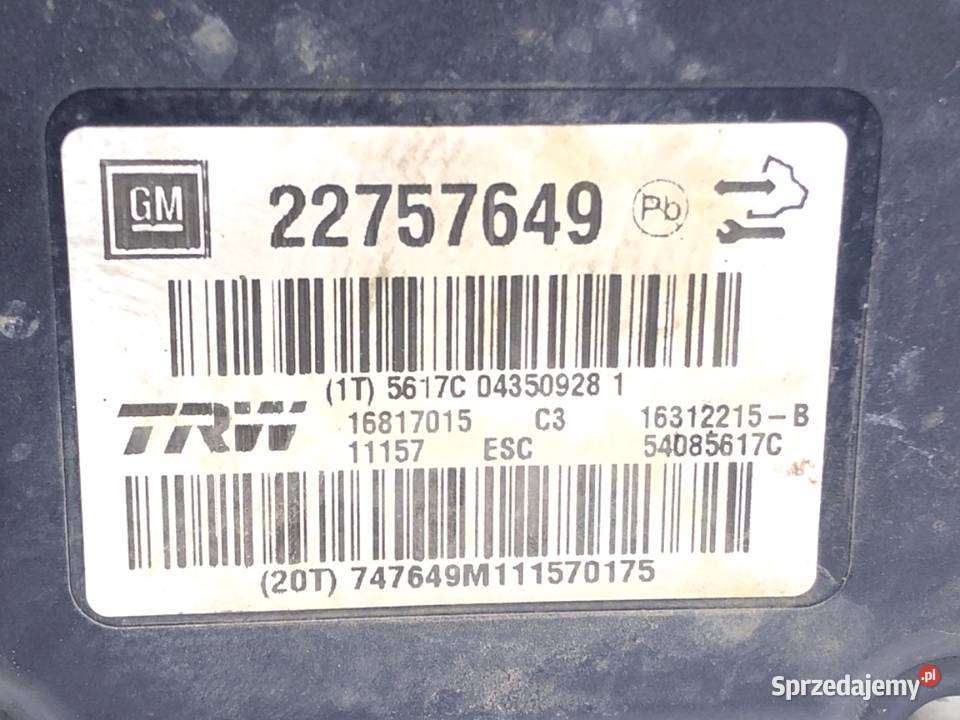 GM 22757649 Pb
(1T) 5617C 04350928 1
TRW 16817015 C3 16312215-B
11157 ESC 54085617C
(20T) 747649M111570175
Sprzedajemy.pl